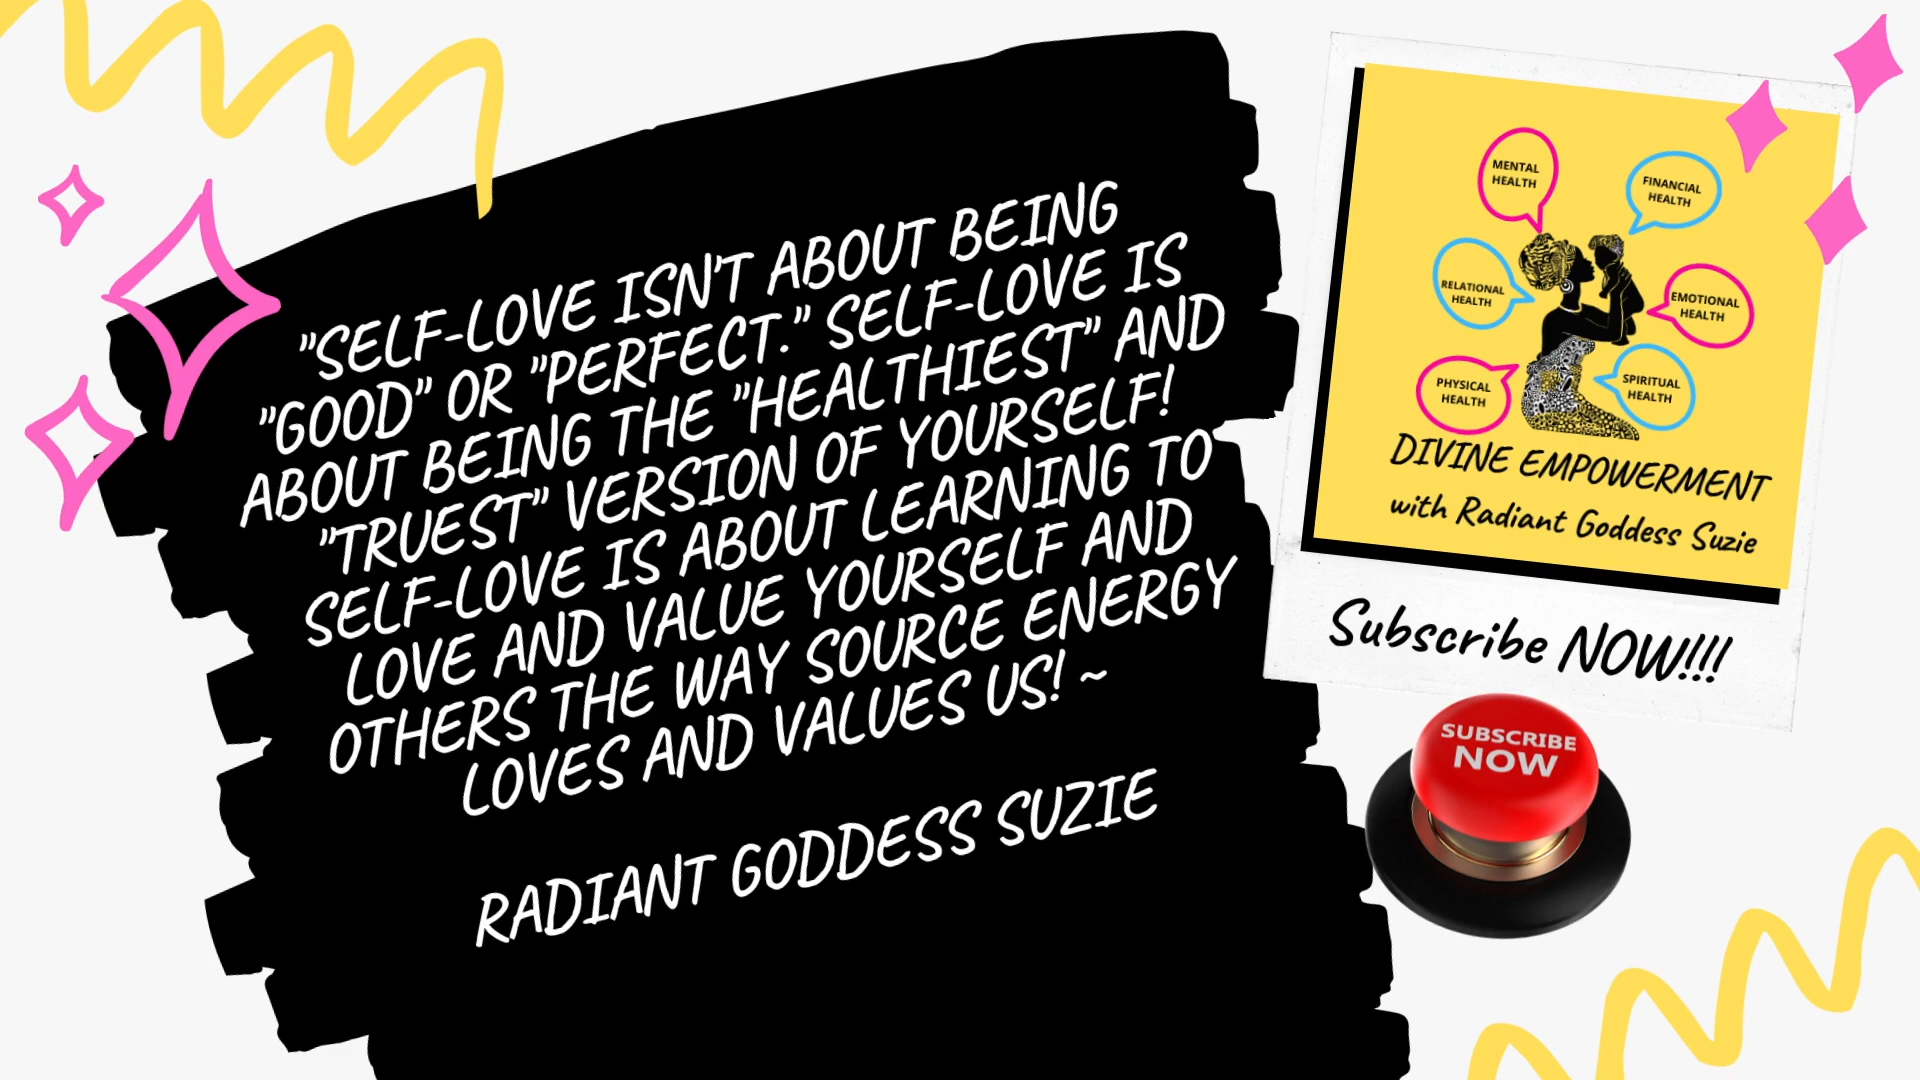 "SELF-LOVE ISN'T ABOUT BEING
"GOOD" OR "PERFECT." SELF-LOVE IS
ABOUT BEING THE "HEALTHIEST" AND
"TRUEST" VERSION OF YOURSELF!
SELF-LOVE IS ABOUT LEARNING TO
LOVE AND VALUE YOURSELF AND
OTHERS THE WAY SOURCE ENERGY
LOVES AND VALUES US! ~
RADIANT GODDESS SUZIE
MENTAL
HEALTH
FINANCIAL
HEALTH
RELATIONAL
HEALTH
EMOTIONAL
HEALTH
PHYSICAL
HEALTH
SPIRITUAL
HEALTH
DIVINE EMPOWERMENT
with Radiant Goddess Suzie
Subscribe NOW!!!
SUBSCRIBE
NOW